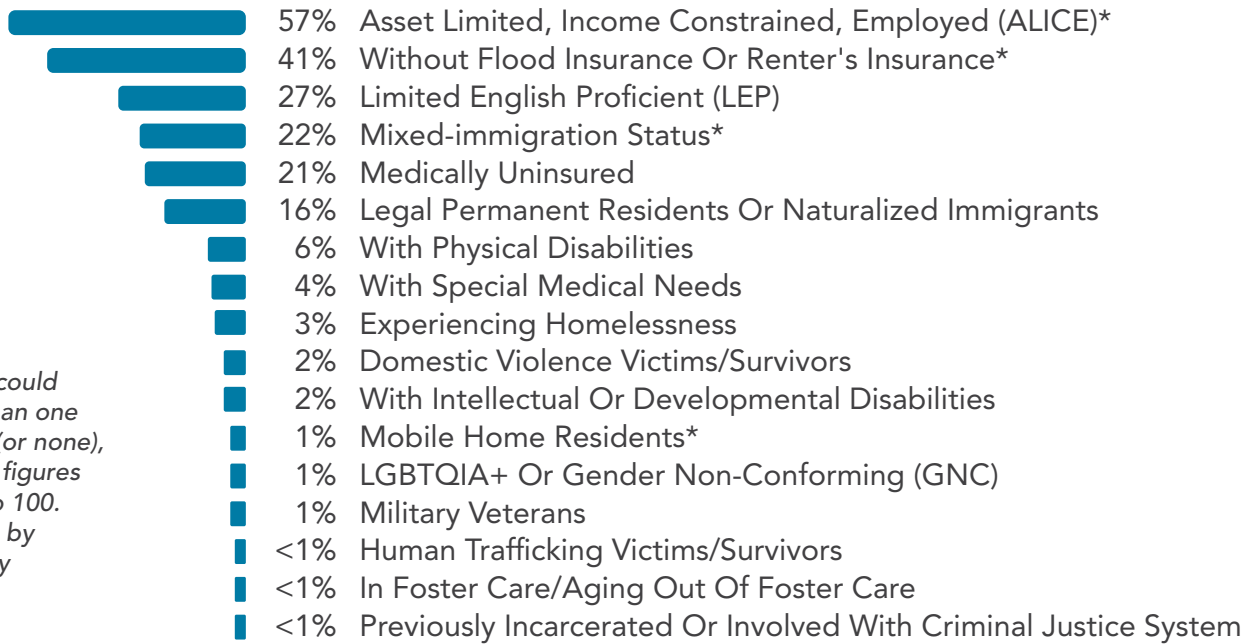 57% Asset Limited, Income Constrained, Employed (ALICE)*
41% Without Flood Insurance Or Renter's Insurance*
27% Limited English Proficient (LEP)
22% Mixed-immigration Status*
21% Medically Uninsured
16% Legal Permanent Residents Or Naturalized Immigrants
6% With Physical Disabilities
4% With Special Medical Needs
3% Experiencing Homelessness
2% Domestic Violence Victims/Survivors
2% With Intellectual Or Developmental Disabilities
1% Mobile Home Residents*
1% LGBTQIA+ Or Gender Non-Conforming (GNC)
1% Military Veterans
<1% Human Trafficking Victims/Survivors
<1% In Foster Care/Aging Out Of Foster Care
<1% Previously Incarcerated Or Involved With Criminal Justice System
could
an one
(or none),
figures
100.
by